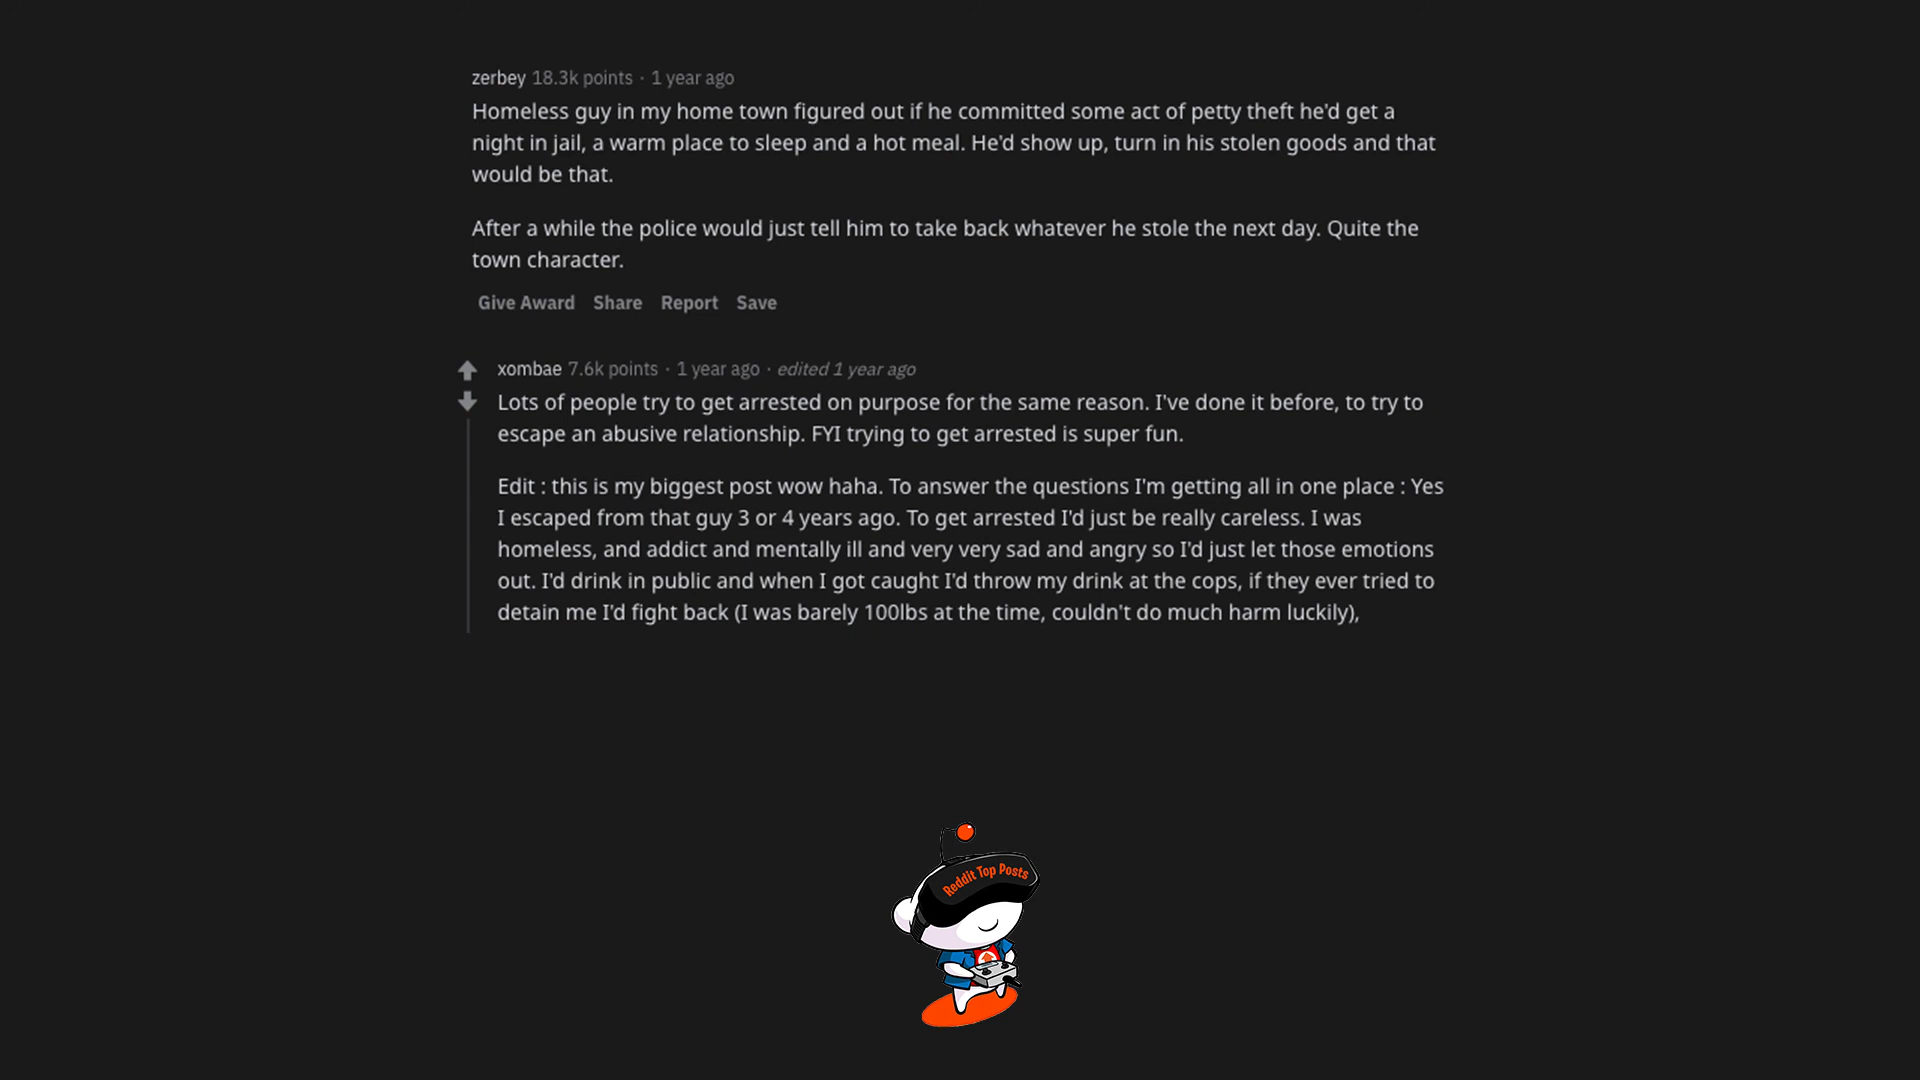 zerbey 18.3k points · 1 year ago
Homeless guy in my home town figured out if he committed some act of petty theft he'd get a
night in jail, a warm place to sleep and a hot meal. He'd show up, turn in his stolen goods and that
would be that.
After a while the police would just tell him to take back whatever he stole the next day. Quite the
town character.
Give Award Share Report Save
xombae 7.6k points · 1 year ago · edited 1 year ago
Lots of people try to get arrested on purpose for the same reason. I've done it before, to try to
escape an abusive relationship. FYI trying to get arrested is super fun.
Edit : this is my biggest post wow haha. To answer the questions I'm getting all in one place : Yes
I escaped from that guy 3 or 4 years ago. To get arrested I'd just be really careless. I was
homeless, and addict and mentally ill and very very sad and angry so I'd just let those emotions
out. I'd drink in public and when I got caught I'd throw my drink at the cops, if they ever tried to
detain me I'd fight back (I was barely 100lbs at the time, couldn't do much harm luckily),
Reddit Top Posts